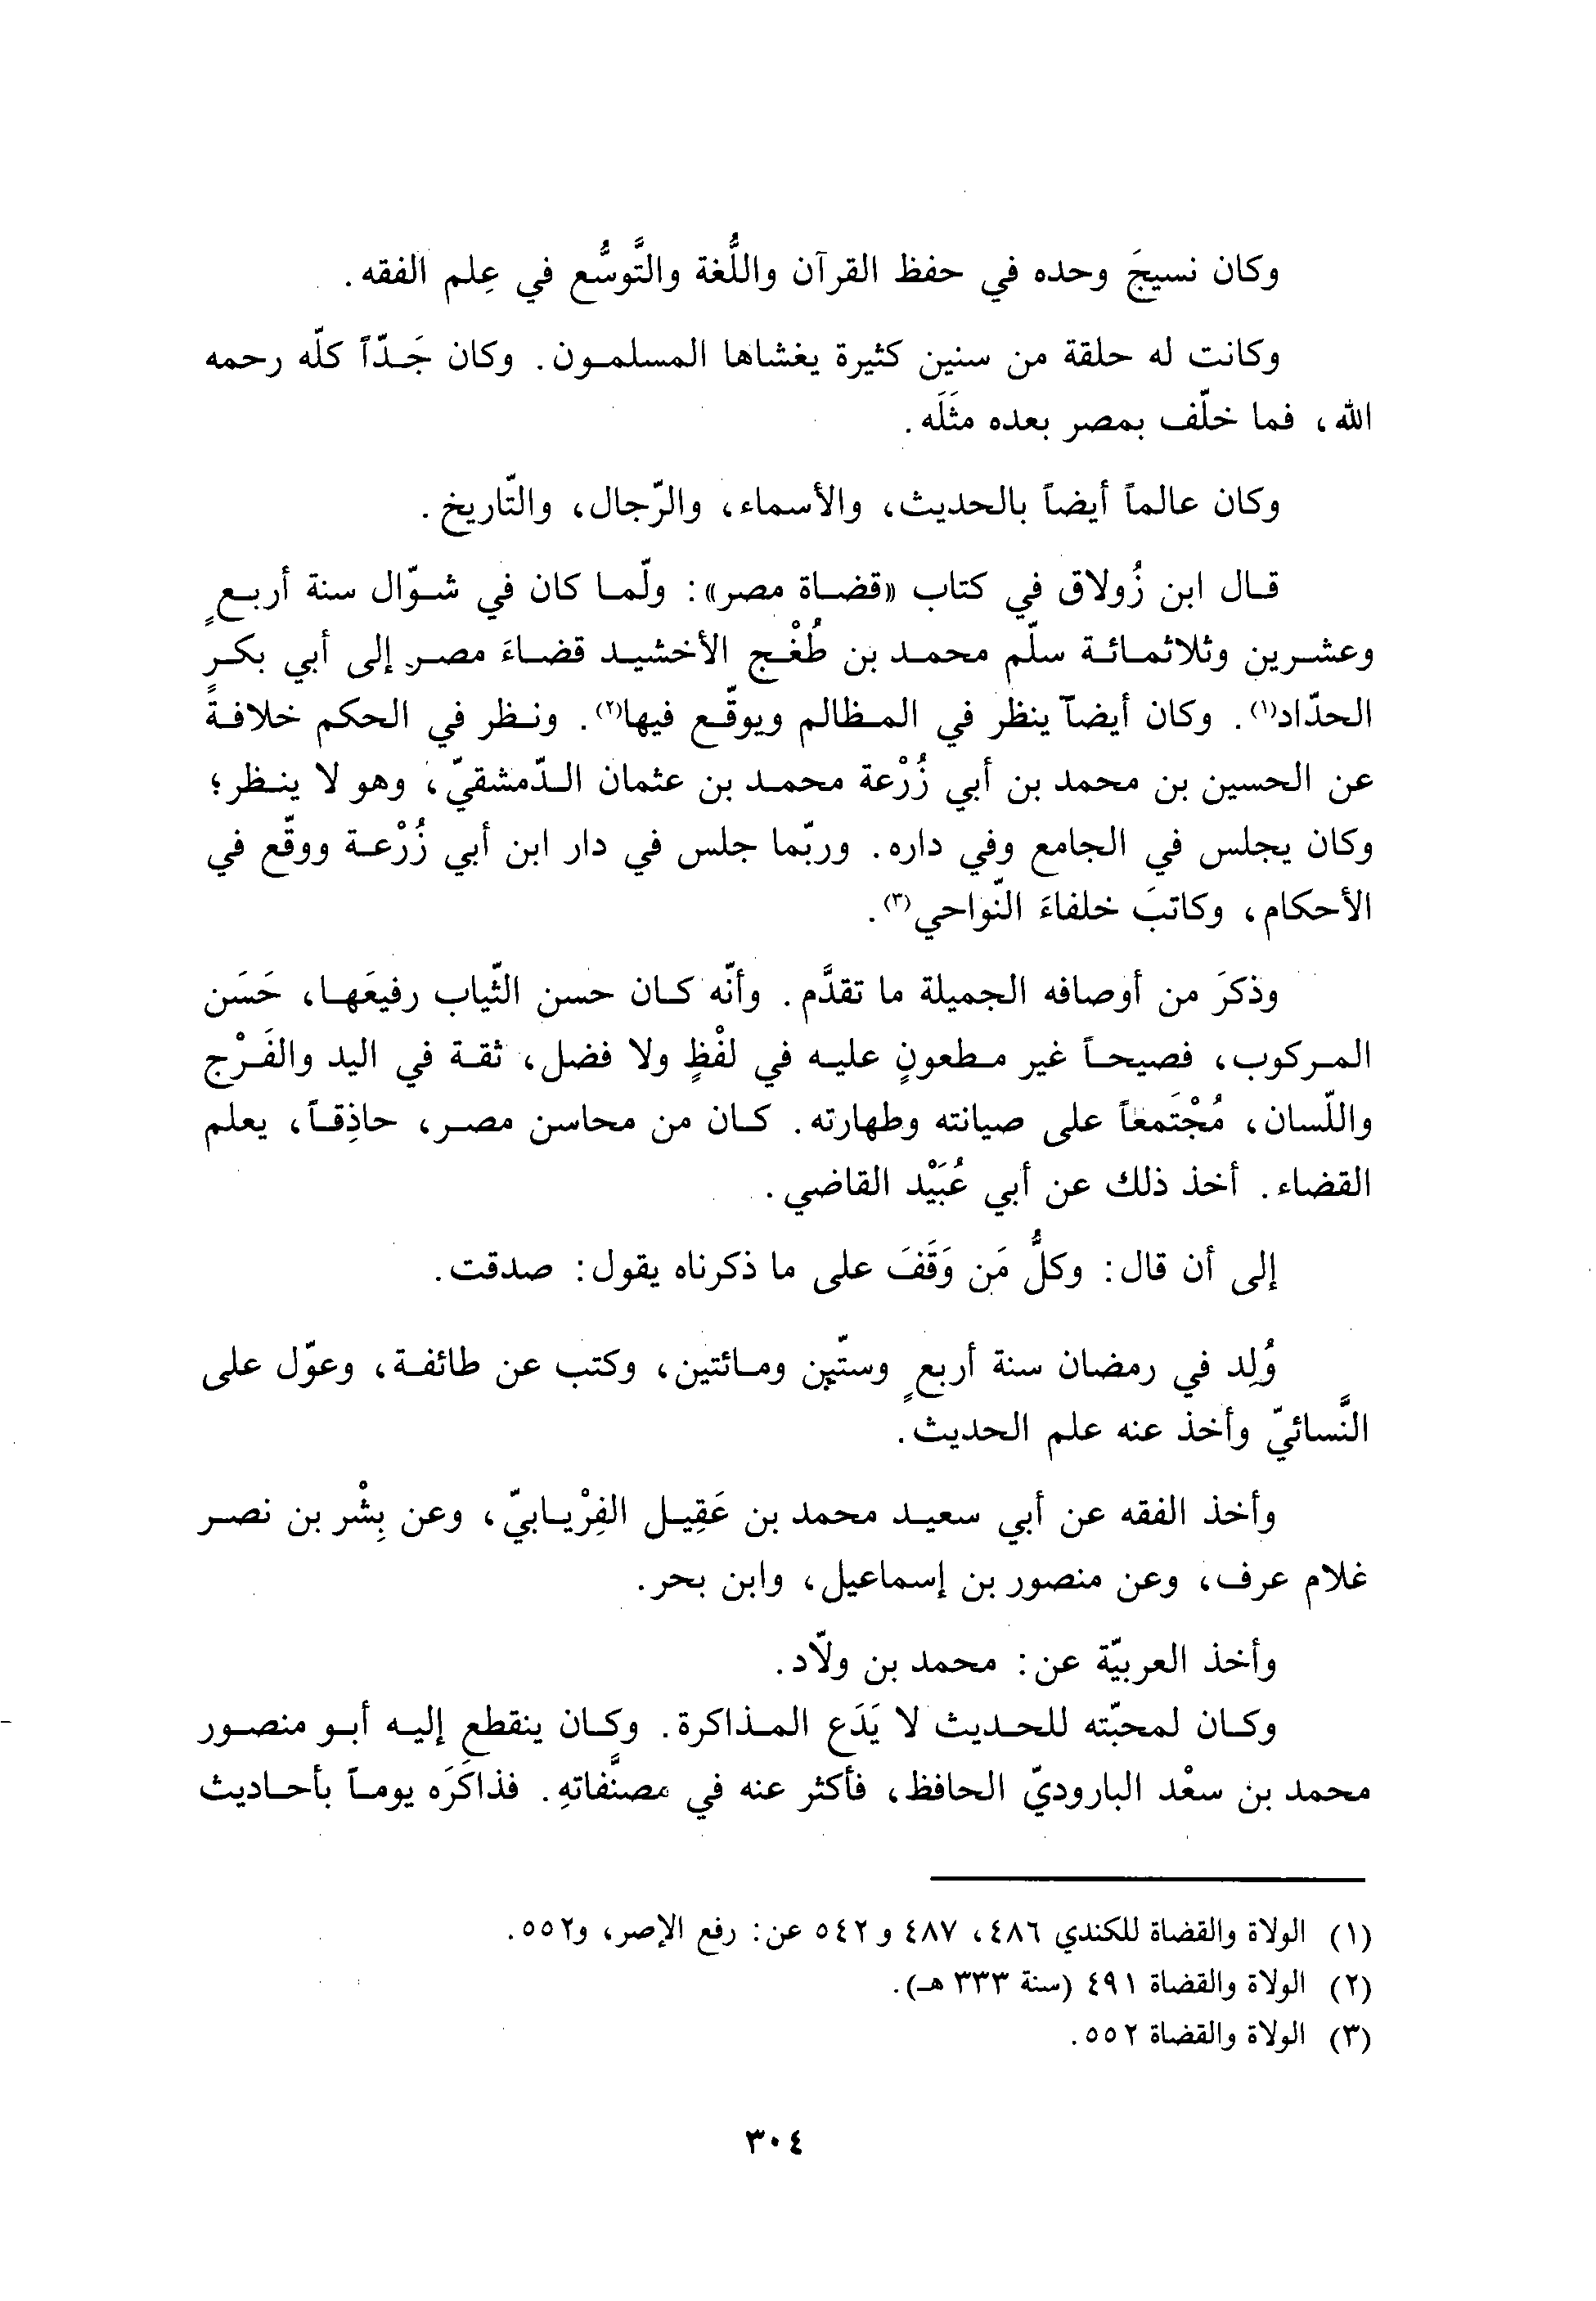 وكان نسيجَ وحده في حفظ القرآن واللُّغة والتَّوسُّع في عِلم الفقه.
وكانت له حلقة من سنين كثيرة يغشاها المسلمون. وكان جَدّاً كلّه رحمه
الله، فما خلّف بمصر بعده مثلَه.
وكان عالماً أيضاً بالحديث، والأسماء، والرّجال، والتّاريخ.
قال ابن زُولاق في كتاب «قضاة مصر»: ولّما كان في شوّال سنة أربعٍ
وعشرين وثلاثمائة سلّم محمد بن طُغْج الأخشيد قضاءَ مصر إلى أبي بكرٍ
الحدّاد(١). وكان أيضاً ينظر في المظالم ويوقّع فيها(٢). ونظر في الحكم خلافةً
عن الحسين بن محمد بن أبي زُرْعة محمد بن عثمان الدّمشقيّ، وهو لا ينظر؛
وكان يجلس في الجامع وفي داره. وربّما جلس في دار ابن أبي زُرْعة ووقّع في
الأحكام، وكاتبَ خلفاءَ النّواحي(٣).
وذكرَ من أوصافه الجميلة ما تقدَّم. وأنّه كان حسن الثّياب رفيعَها، حَسَن
المركوب، فصيحاً غير مطعونٍ عليه في لفْظٍ ولا فضل، ثقة في اليد والفَرْج
واللّسان، مُجْتَمعاً على صيانته وطهارته. كان من محاسن مصر، حاذِقاً، يعلم
القضاء. أخذ ذلك عن أبي عُبَيْد القاضي.
إلى أن قال: وكلُّ مَن وَقَفَ على ما ذكرناه يقول: صدقت.
وُلِد في رمضان سنة أربعٍ وستّين ومائتين، وكتب عن طائفة، وعوّل على
النَّسائيّ وأخذ عنه علم الحديث.
وأخذ الفقه عن أبي سعيد محمد بن عَقِيل الفِرْيابيّ، وعن بِشْر بن نصر
غلام عرف، وعن منصور بن إسماعيل، وابن بحر.
وأخذ العربيّة عن: محمد بن ولّاد.
وكان لمحبّته للحديث لا يَدَع المذاكرة. وكان ينقطع إليه أبو منصور
محمد بن سعْد الباروديّ الحافظ، فأكثر عنه في مصنَّفاتهِ. فذاكَرَه يوماً بأحاديث
(١) الولاة والقضاة للكندي ٤٨٦، ٤٨٧ و ٥٤٢ عن: رفع الإصر، و٥٥٢.
(٢) الولاة والقضاة ٤٩١ (سنة ٣٣٣ هـ).
(٣) الولاة والقضاة ٥٥٢.
٣٠٤